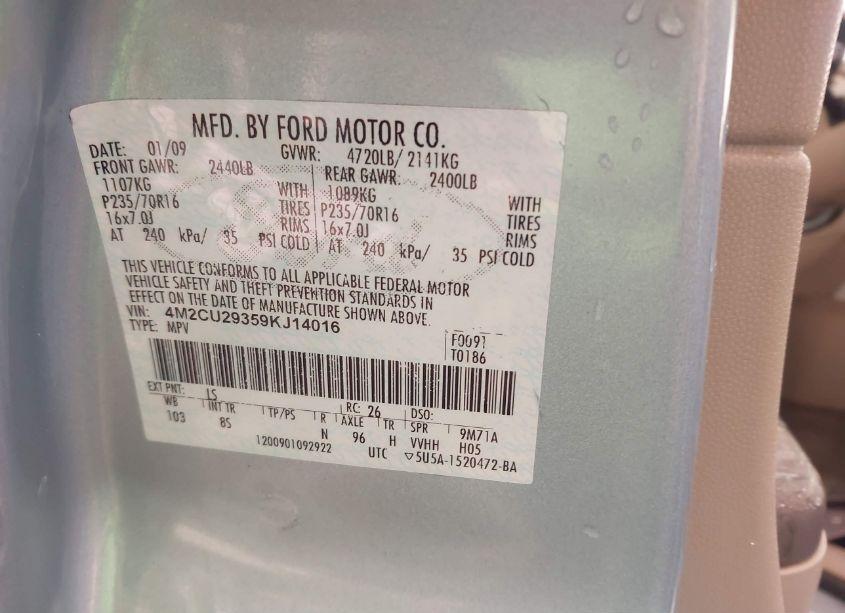 MFD. BY FORD MOTOR CO.
DATE: 01/09 GVWR: 4720LB/ 2141KG
FRONT GAWR: 2440LB REAR GAWR: 2400LB
1107KG WITH 1089KG WITH
P235/70R16 TIRES P235/70R16 TIRES
16x7.0J RIMS 16x7.0J RIMS
AT 240 kPa/ 35 PSI COLD AT 240 kPa/ 35 PSI COLD
THIS VEHICLE CONFORMS TO ALL APPLICABLE FEDERAL MOTOR
VEHICLE SAFETY AND THEFT PREVENTION STANDARDS IN
EFFECT ON THE DATE OF MANUFACTURE SHOWN ABOVE.
VIN: 4M2CU29359KJ14016
TYPE: MPV
F0091
T0186
EXT PNT: LS RC: 26 DSO:
WB INT TR TP/PS R AXLE TR SPR 9M71A
103 85 N 96 H VVHH H05
1200901092922 UTC ▽5U5A-1520472-BA